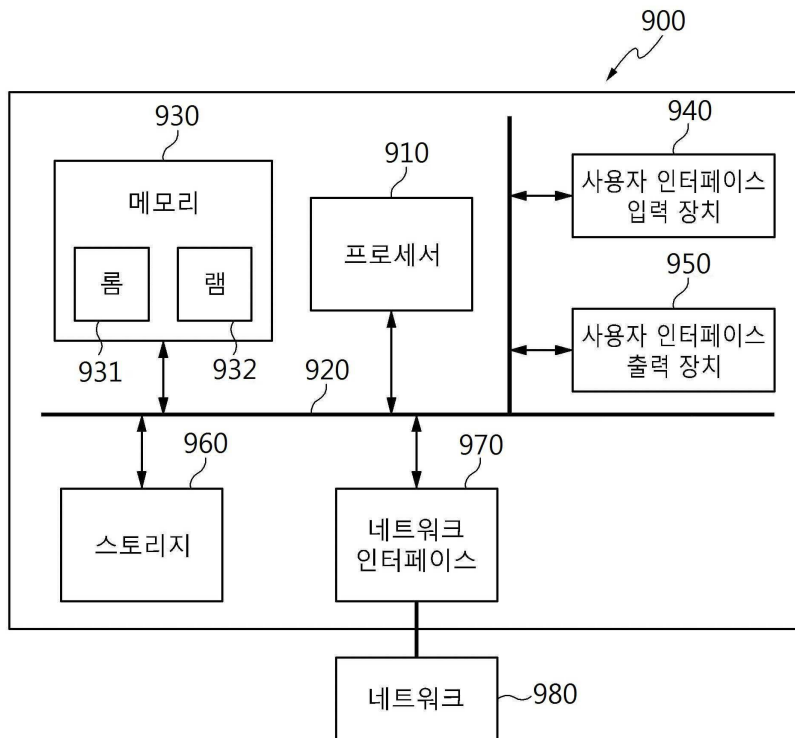 900
930
910
940
메모리
프로세서
사용자 인터페이스
입력 장치
롬
램
950
931
932
사용자 인터페이스
출력 장치
920
960
970
스토리지
네트워크
인터페이스
네트워크
980